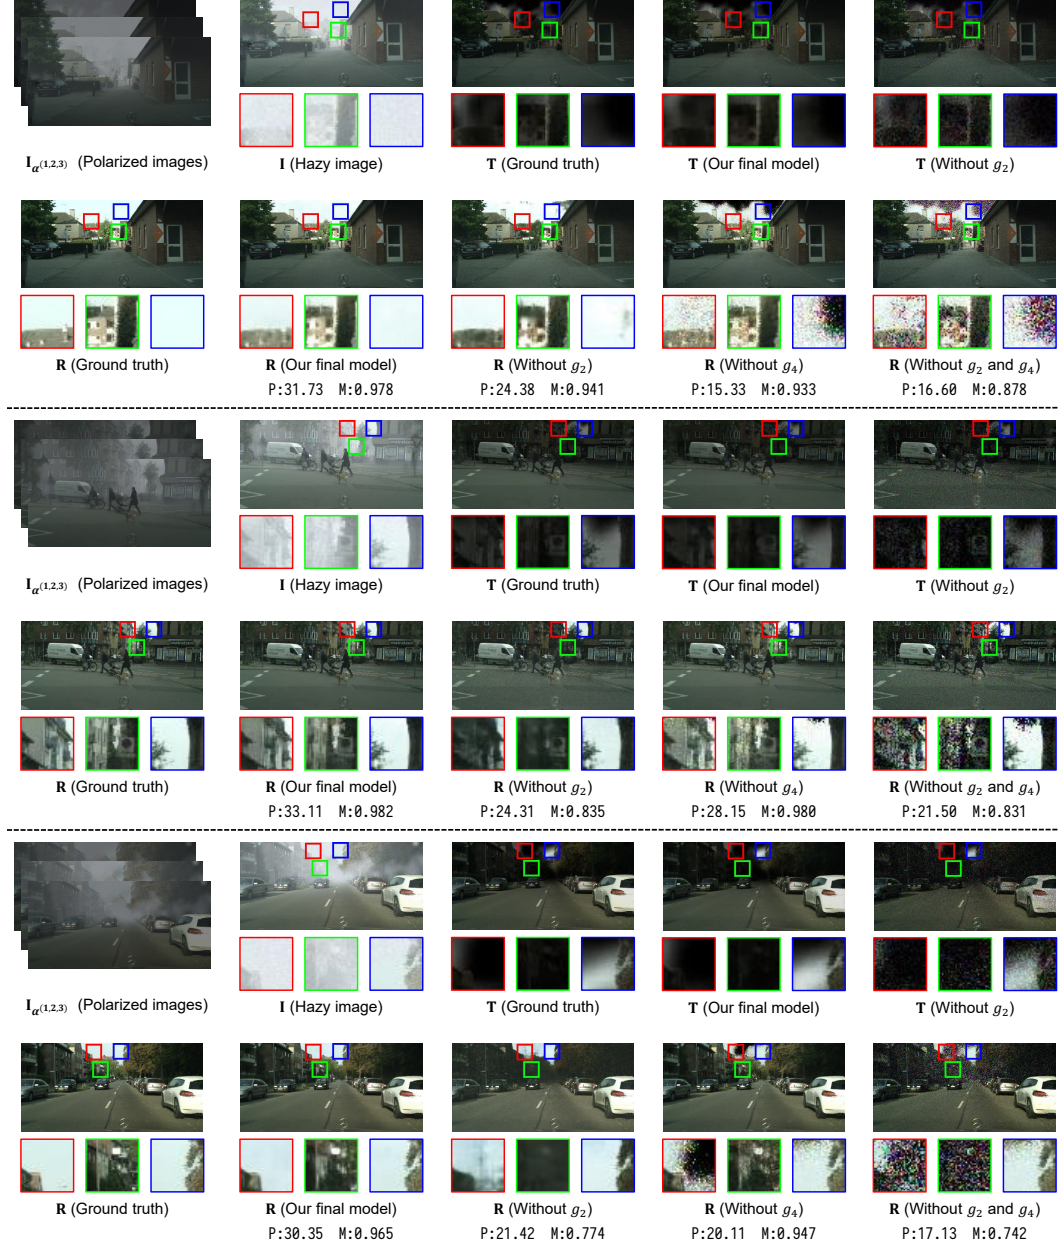 I_α(1,2,3) (Polarized images) I (Hazy image) T (Ground truth) T (Our final model) T (Without g₂)
R (Ground truth) R (Our final model) R (Without g₂) R (Without g₄) R (Without g₂ and g₄)
P:31.73 M:0.978 P:24.38 M:0.941 P:15.33 M:0.933 P:16.60 M:0.878
I_α(1,2,3) (Polarized images) I (Hazy image) T (Ground truth) T (Our final model) T (Without g₂)
R (Ground truth) R (Our final model) R (Without g₂) R (Without g₄) R (Without g₂ and g₄)
P:33.11 M:0.982 P:24.31 M:0.835 P:28.15 M:0.980 P:21.50 M:0.831
I_α(1,2,3) (Polarized images) I (Hazy image) T (Ground truth) T (Our final model) T (Without g₂)
R (Ground truth) R (Our final model) R (Without g₂) R (Without g₄) R (Without g₂ and g₄)
P:30.35 M:0.965 P:21.42 M:0.774 P:20.11 M:0.947 P:17.13 M:0.742